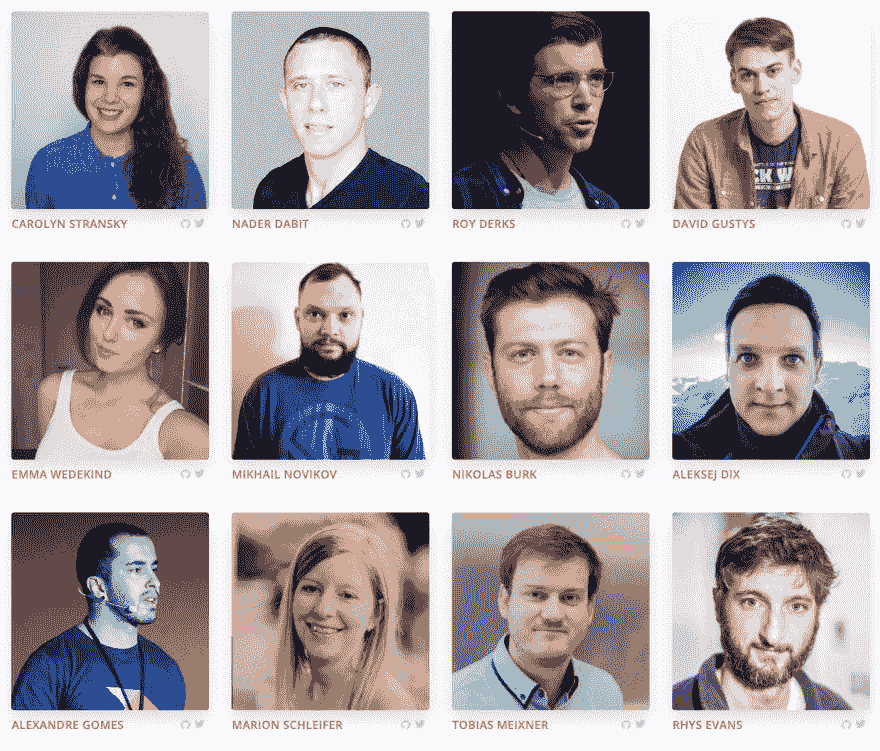 CAROLYN STRANSKY
NADER DABIT
ROY DERKS
DAVID GUSTYS
EMMA WEDEKIND
MIKHAIL NOVIKOV
NIKOLAS BURK
ALEKSEJ DIX
ALEXANDRE GOMES
MARION SCHLEIFER
TOBIAS MEIXNER
RHYS EVANS